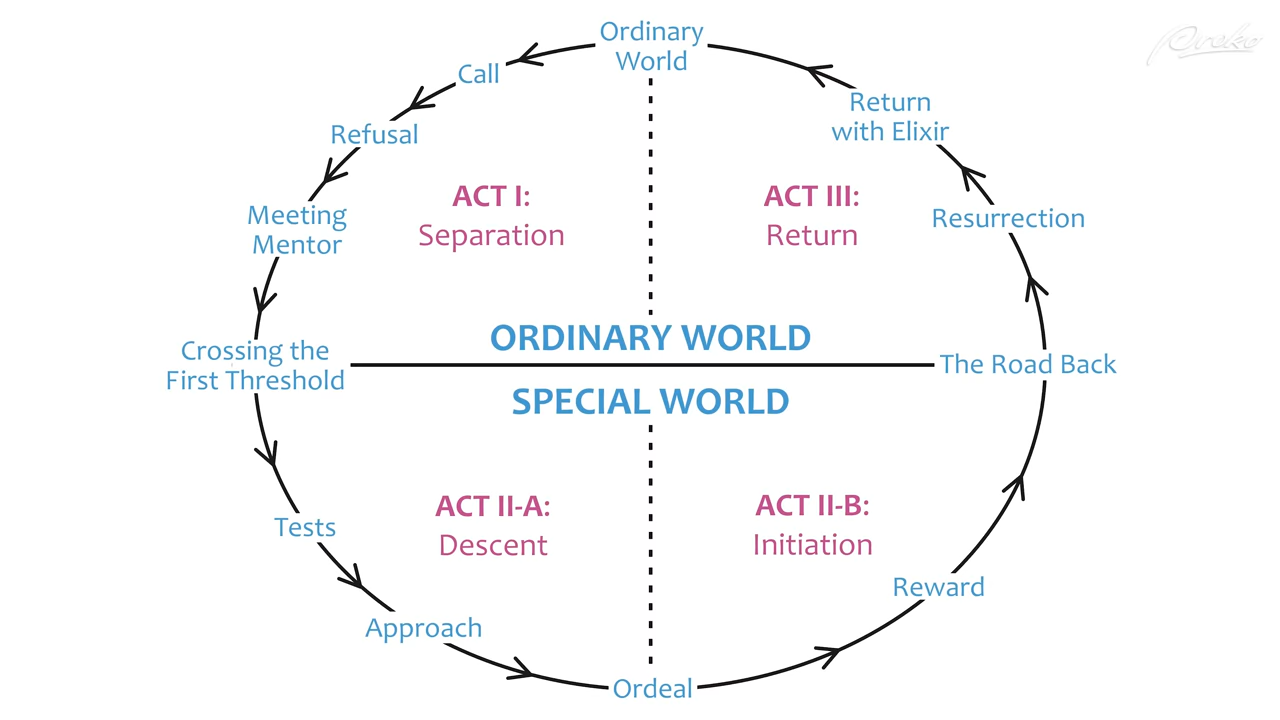 Ordinary
World
Call
Refusal
Meeting
Mentor
Crossing the
First Threshold
Tests
Approach
Ordeal
Reward
The Road Back
Resurrection
Return
with Elixir
ACT I:
Separation
ACT III:
Return
ORDINARY WORLD
SPECIAL WORLD
ACT II-A:
Descent
ACT II-B:
Initiation